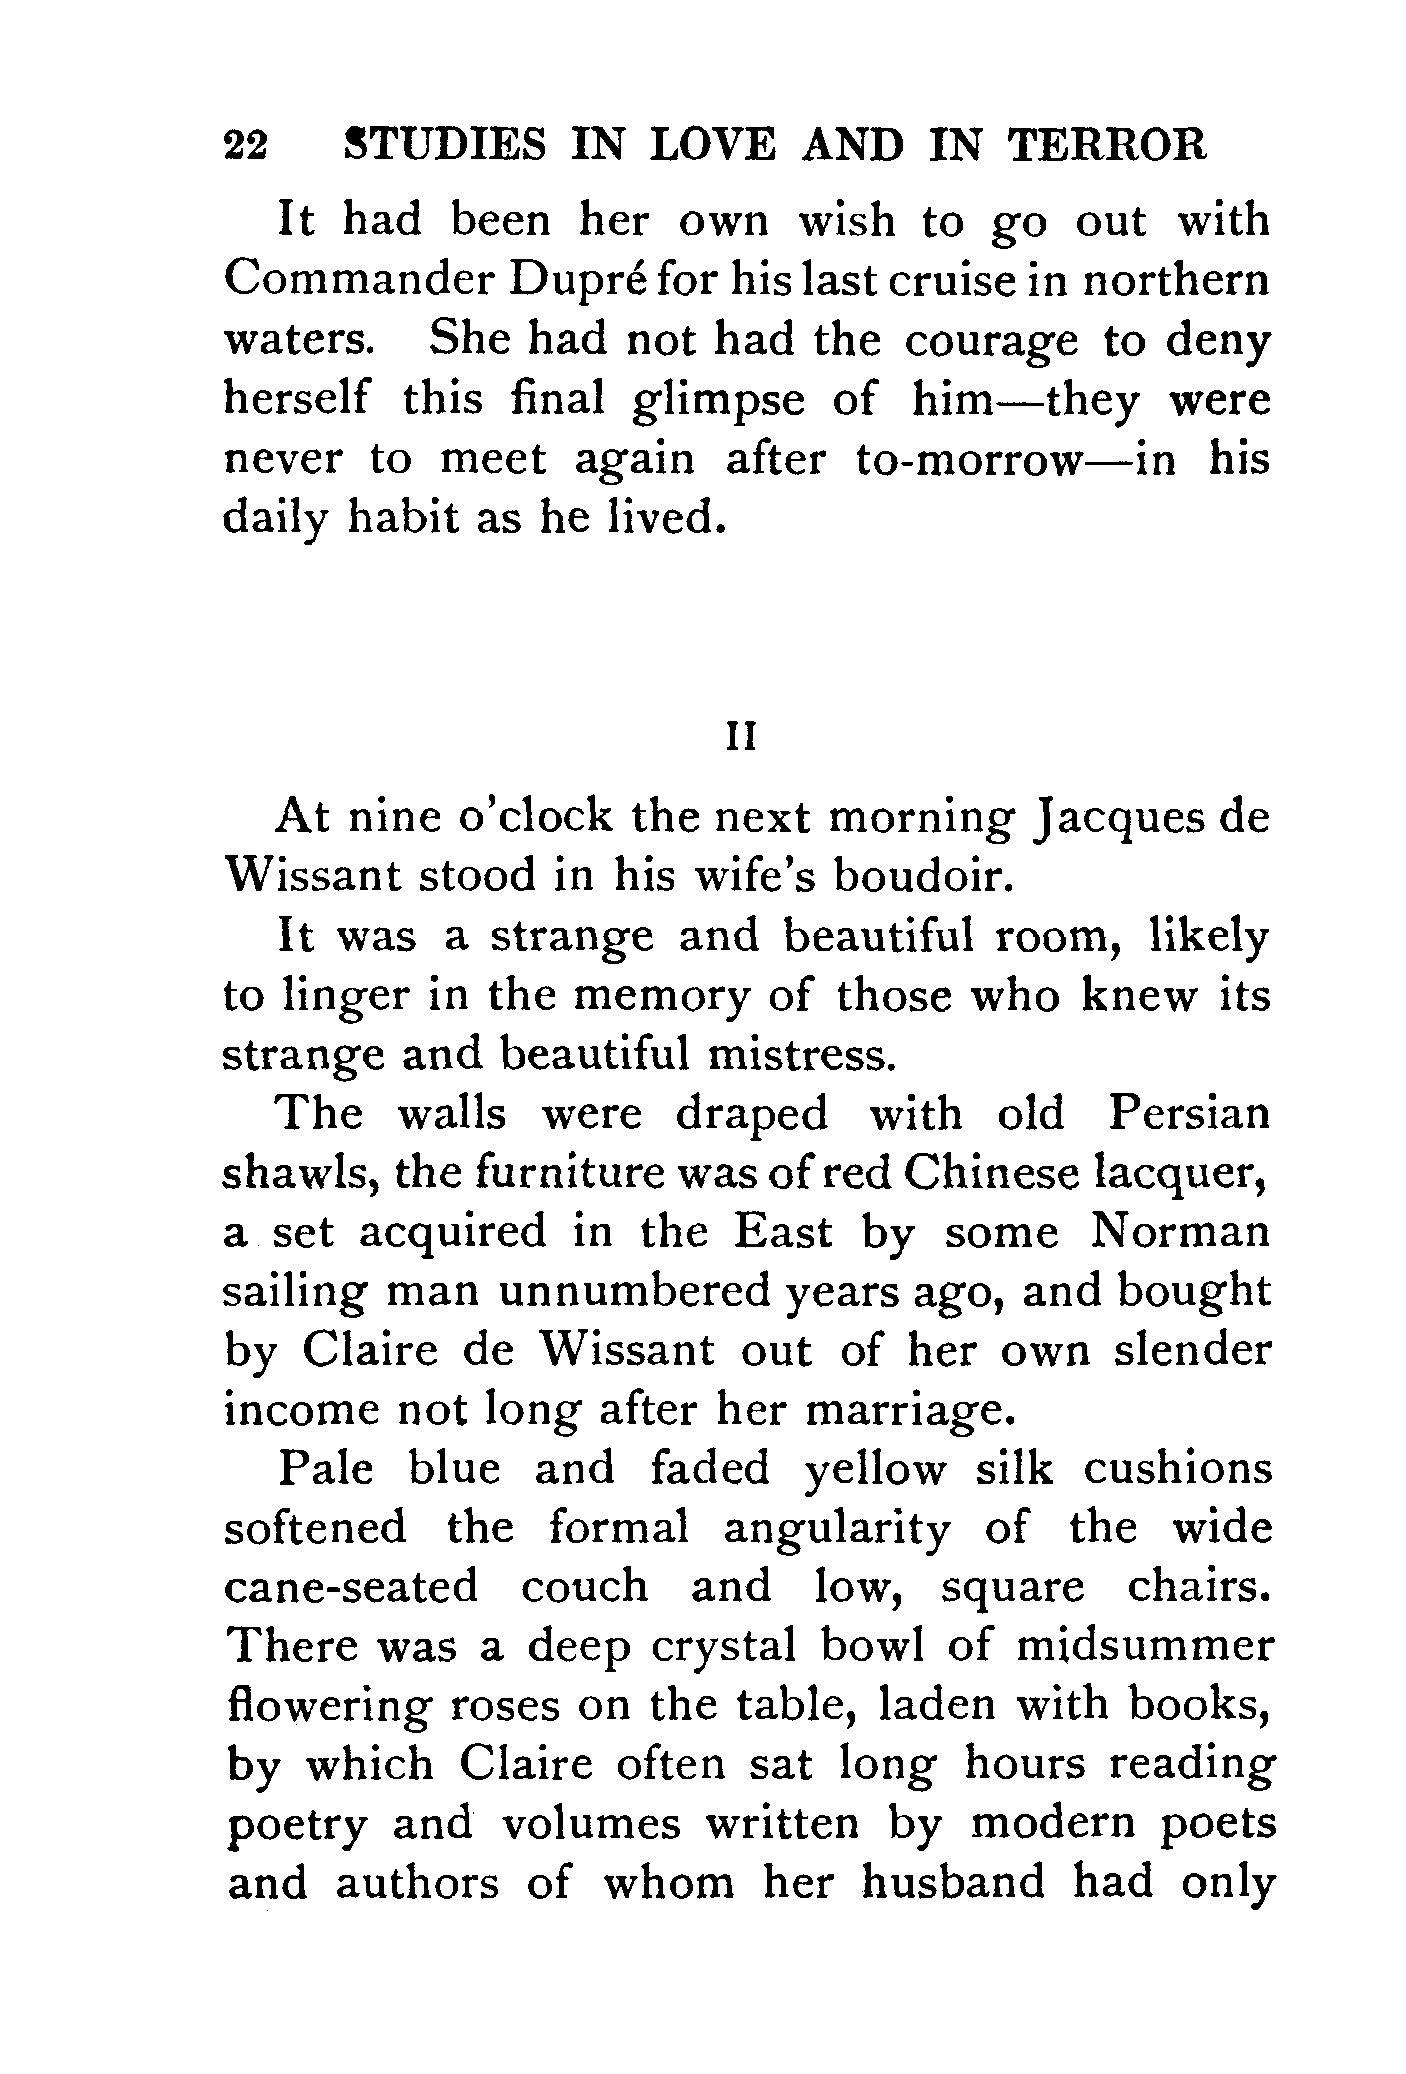 22 STUDIES IN LOVE AND IN TERROR
It had been her own wish to go out with
Commander Dupré for his last cruise in northern
waters. She had not had the courage to deny
herself this final glimpse of him—they were
never to meet again after to-morrow—in his
daily habit as he lived.
II
At nine o'clock the next morning Jacques de
Wissant stood in his wife's boudoir.
It was a strange and beautiful room, likely
to linger in the memory of those who knew its
strange and beautiful mistress.
The walls were draped with old Persian
shawls, the furniture was of red Chinese lacquer,
a set acquired in the East by some Norman
sailing man unnumbered years ago, and bought
by Claire de Wissant out of her own slender
income not long after her marriage.
Pale blue and faded yellow silk cushions
softened the formal angularity of the wide
cane-seated couch and low, square chairs.
There was a deep crystal bowl of midsummer
flowering roses on the table, laden with books,
by which Claire often sat long hours reading
poetry and volumes written by modern poets
and authors of whom her husband had only